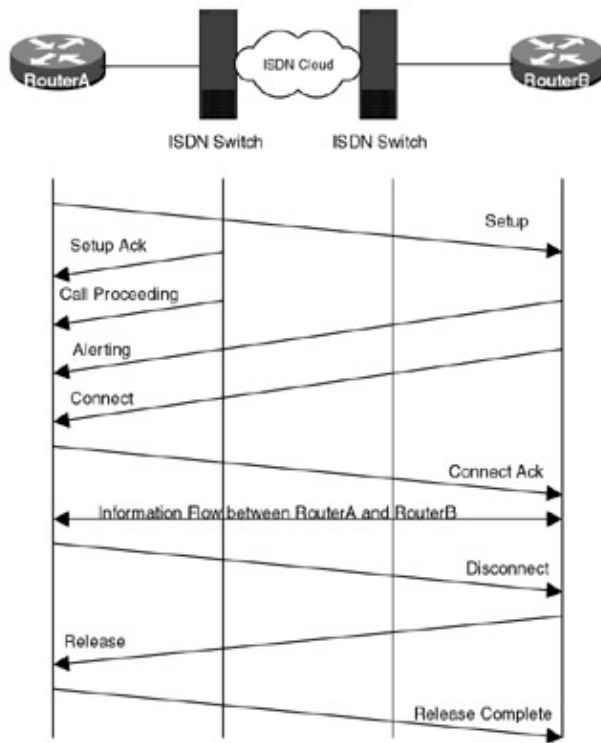 RouterA
ISDN Cloud
RouterB
ISDN Switch
ISDN Switch
Setup
Setup Ack
Call Proceeding
Alerting
Connect
Connect Ack
Information Flow between RouterA and RouterB
Disconnect
Release
Release Complete